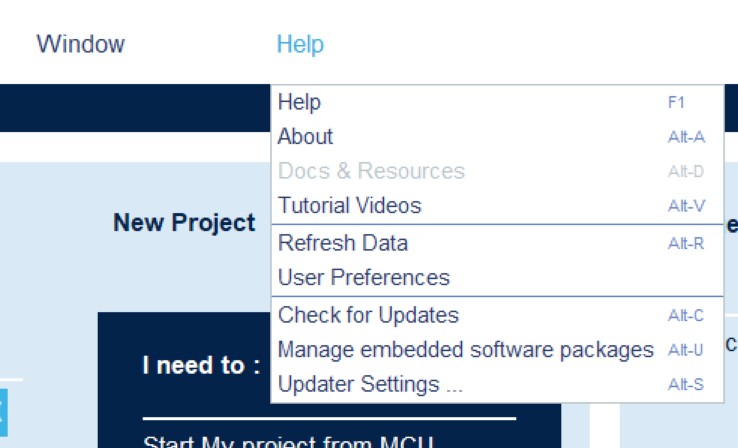 Window Help
Help F1
About Alt-A
Docs & Resources Alt-D
Tutorial Videos Alt-V
New Project
Refresh Data Alt-R
User Preferences
Check for Updates Alt-C
Manage embedded software packages Alt-U
I need to :
Updater Settings ... Alt-S
Start My project from MCU